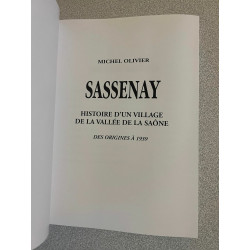 MICHEL OLIVIER
SASSENAY
HISTOIRE D'UN VILLAGE
DE LA VALLÉE DE LA SAÔNE
DES ORIGINES À 1939